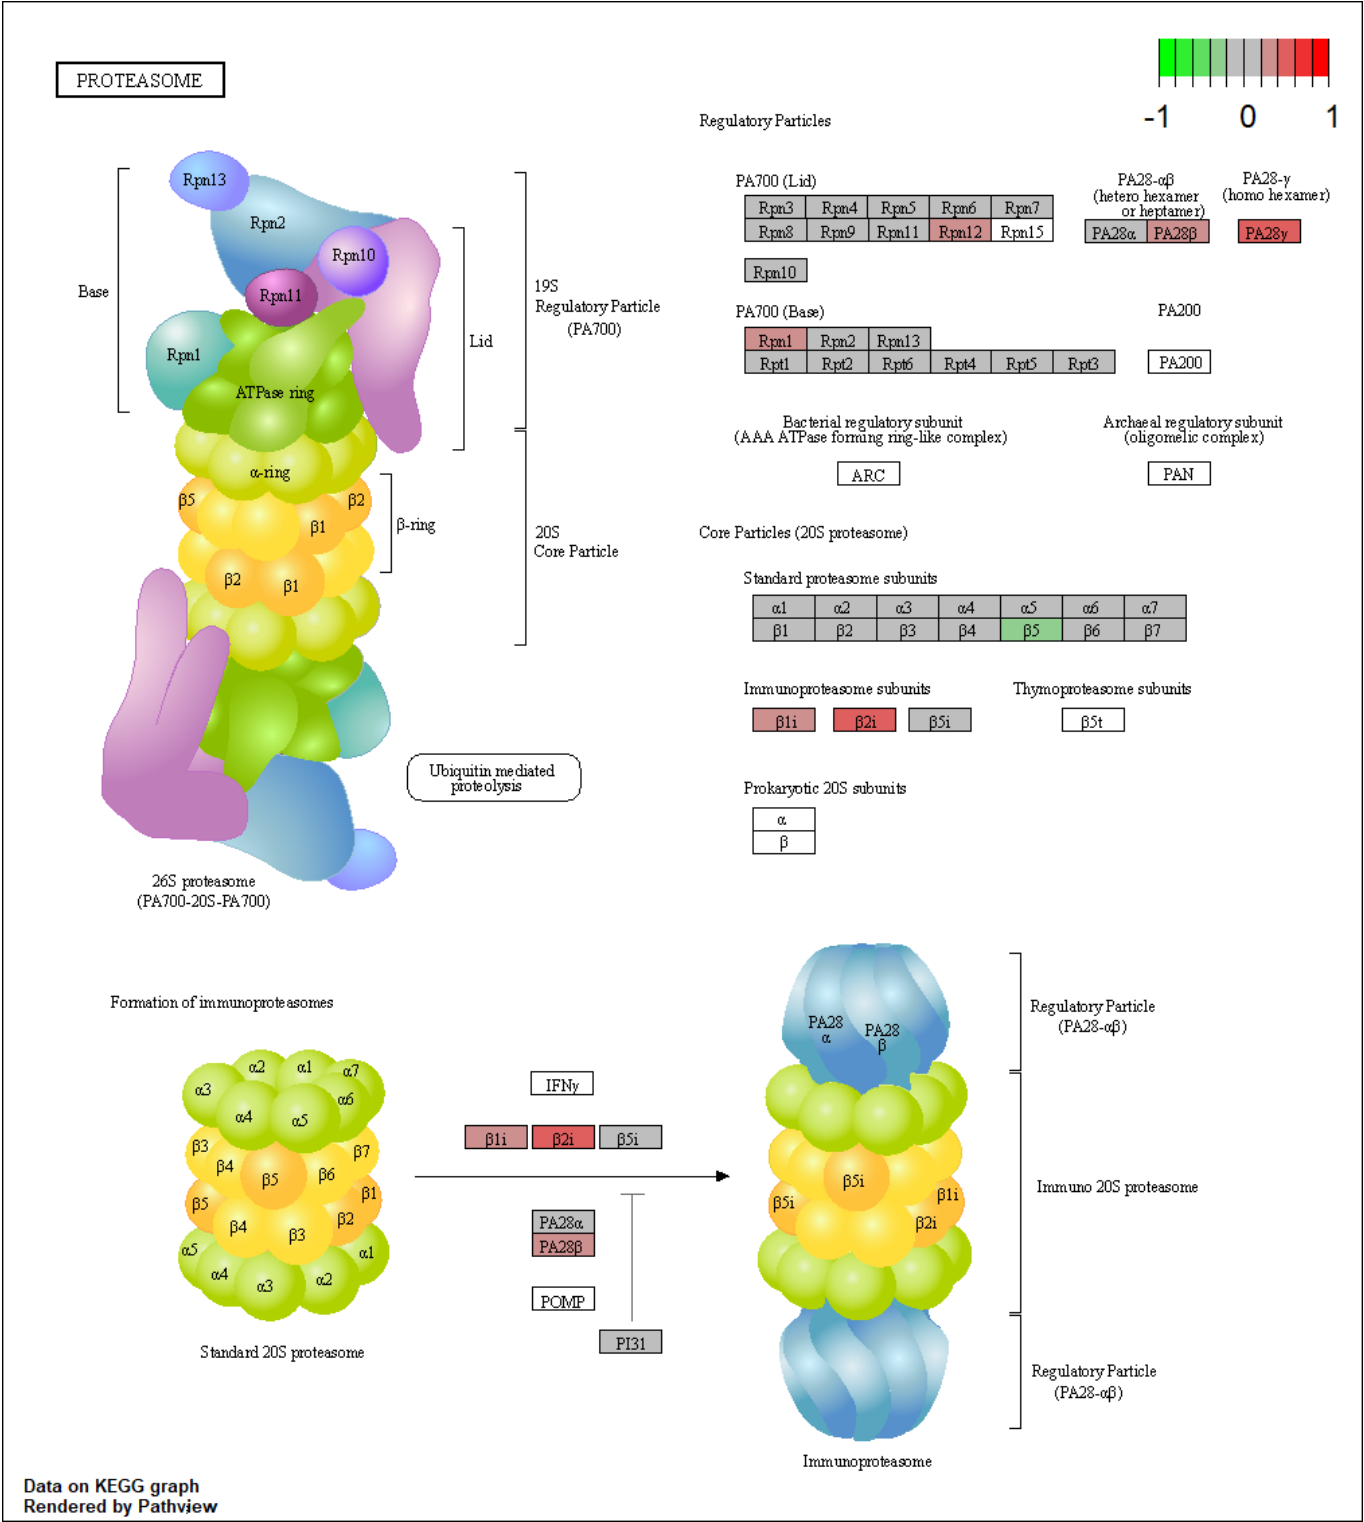 PROTEASOME
-1 0 1
Regulatory Particles
Rpn13
Rpn2
Rpn10
Rpn11
Rpn1
ATPase ring
α-ring
β5
β2
β1
β2
β1
Base
Lid
β-ring
19S
Regulatory Particle
(PA700)
20S
Core Particle
26S proteasome
(PA700-20S-PA700)
Ubiquitin mediated
proteolysis
PA700 (Lid)
Rpn3 Rpn4 Rpn5 Rpn6 Rpn7
Rpn8 Rpn9 Rpn11 Rpn12 Rpn15
Rpn10
PA28-αβ
(hetero hexamer
or heptamer)
PA28α PA28β
PA28-γ
(homo hexamer)
PA28γ
PA700 (Base)
Rpn1 Rpn2 Rpn13
Rpt1 Rpt2 Rpt6 Rpt4 Rpt5 Rpt3
PA200
PA200
Bacterial regulatory subunit
(AAA ATPase forming ring-like complex)
ARC
Archaeal regulatory subunit
(oligomelic complex)
PAN
Core Particles (20S proteasome)
Standard proteasome subunits
α1 α2 α3 α4 α5 α6 α7
β1 β2 β3 β4 β5 β6 β7
Immunoproteasome subunits
β1i β2i β5i
Thymoproteasome subunits
β5t
Prokaryotic 20S subunits
α
β
Formation of immunoproteasomes
α2 α1 α7
α3 α6
α4 α5
β3 β7
β4 β5 β6
β5 β1
β4 β3 β2
α5 α1
α4 α3 α2
Standard 20S proteasome
IFNγ
β1i β2i β5i
PA28α
PA28β
POMP
PI31
PA28
α
PA28
β
β5i
β5i
β1i
β2i
Regulatory Particle
(PA28-αβ)
Immuno 20S proteasome
Regulatory Particle
(PA28-αβ)
Immunoproteasome
Data on KEGG graph
Rendered by Pathview